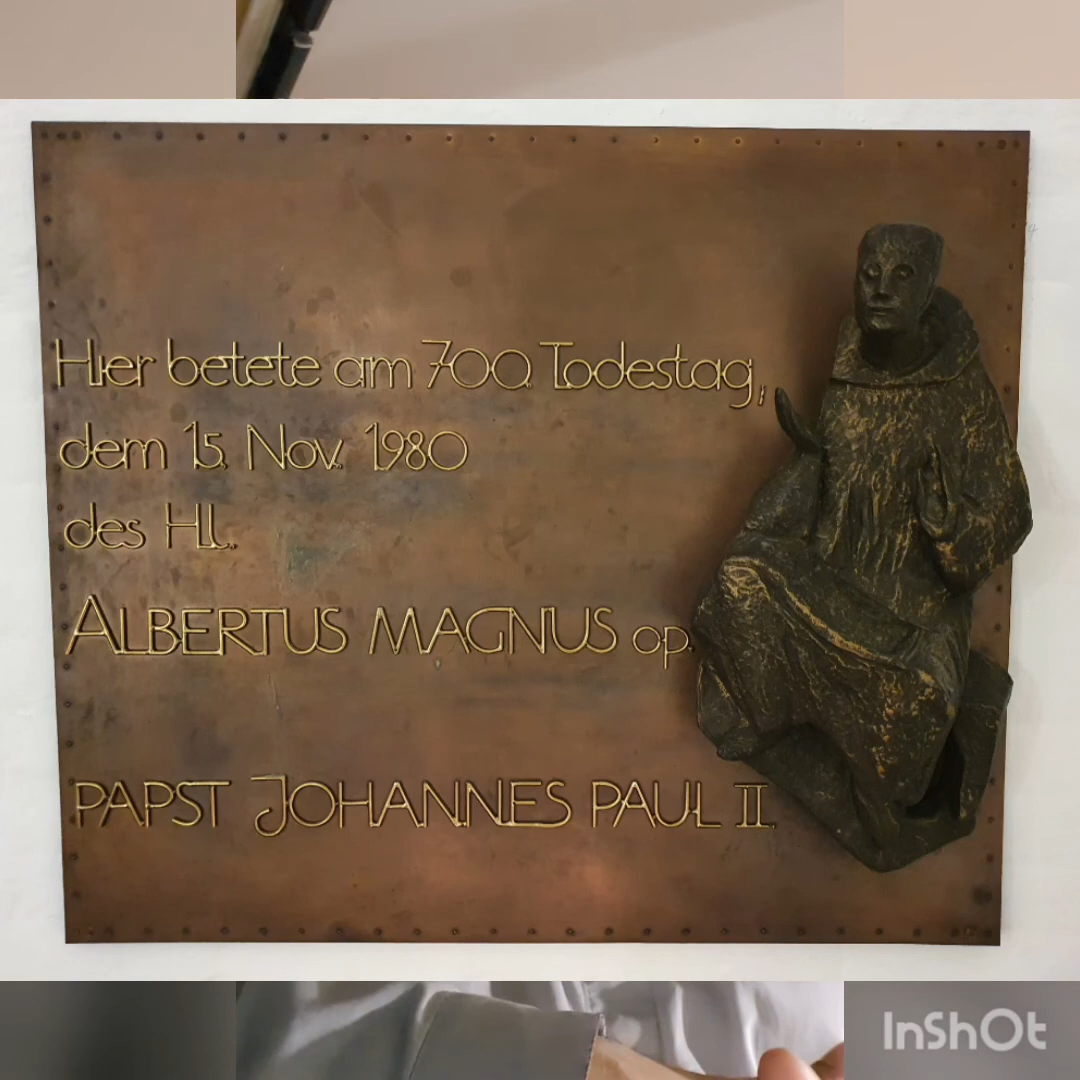 Hier betete am 700. Todestag,
dem 15. Nov. 1980
des Hl.
ALBERTUS MAGNUS op.
PAPST JOHANNES PAUL II.
InShOt